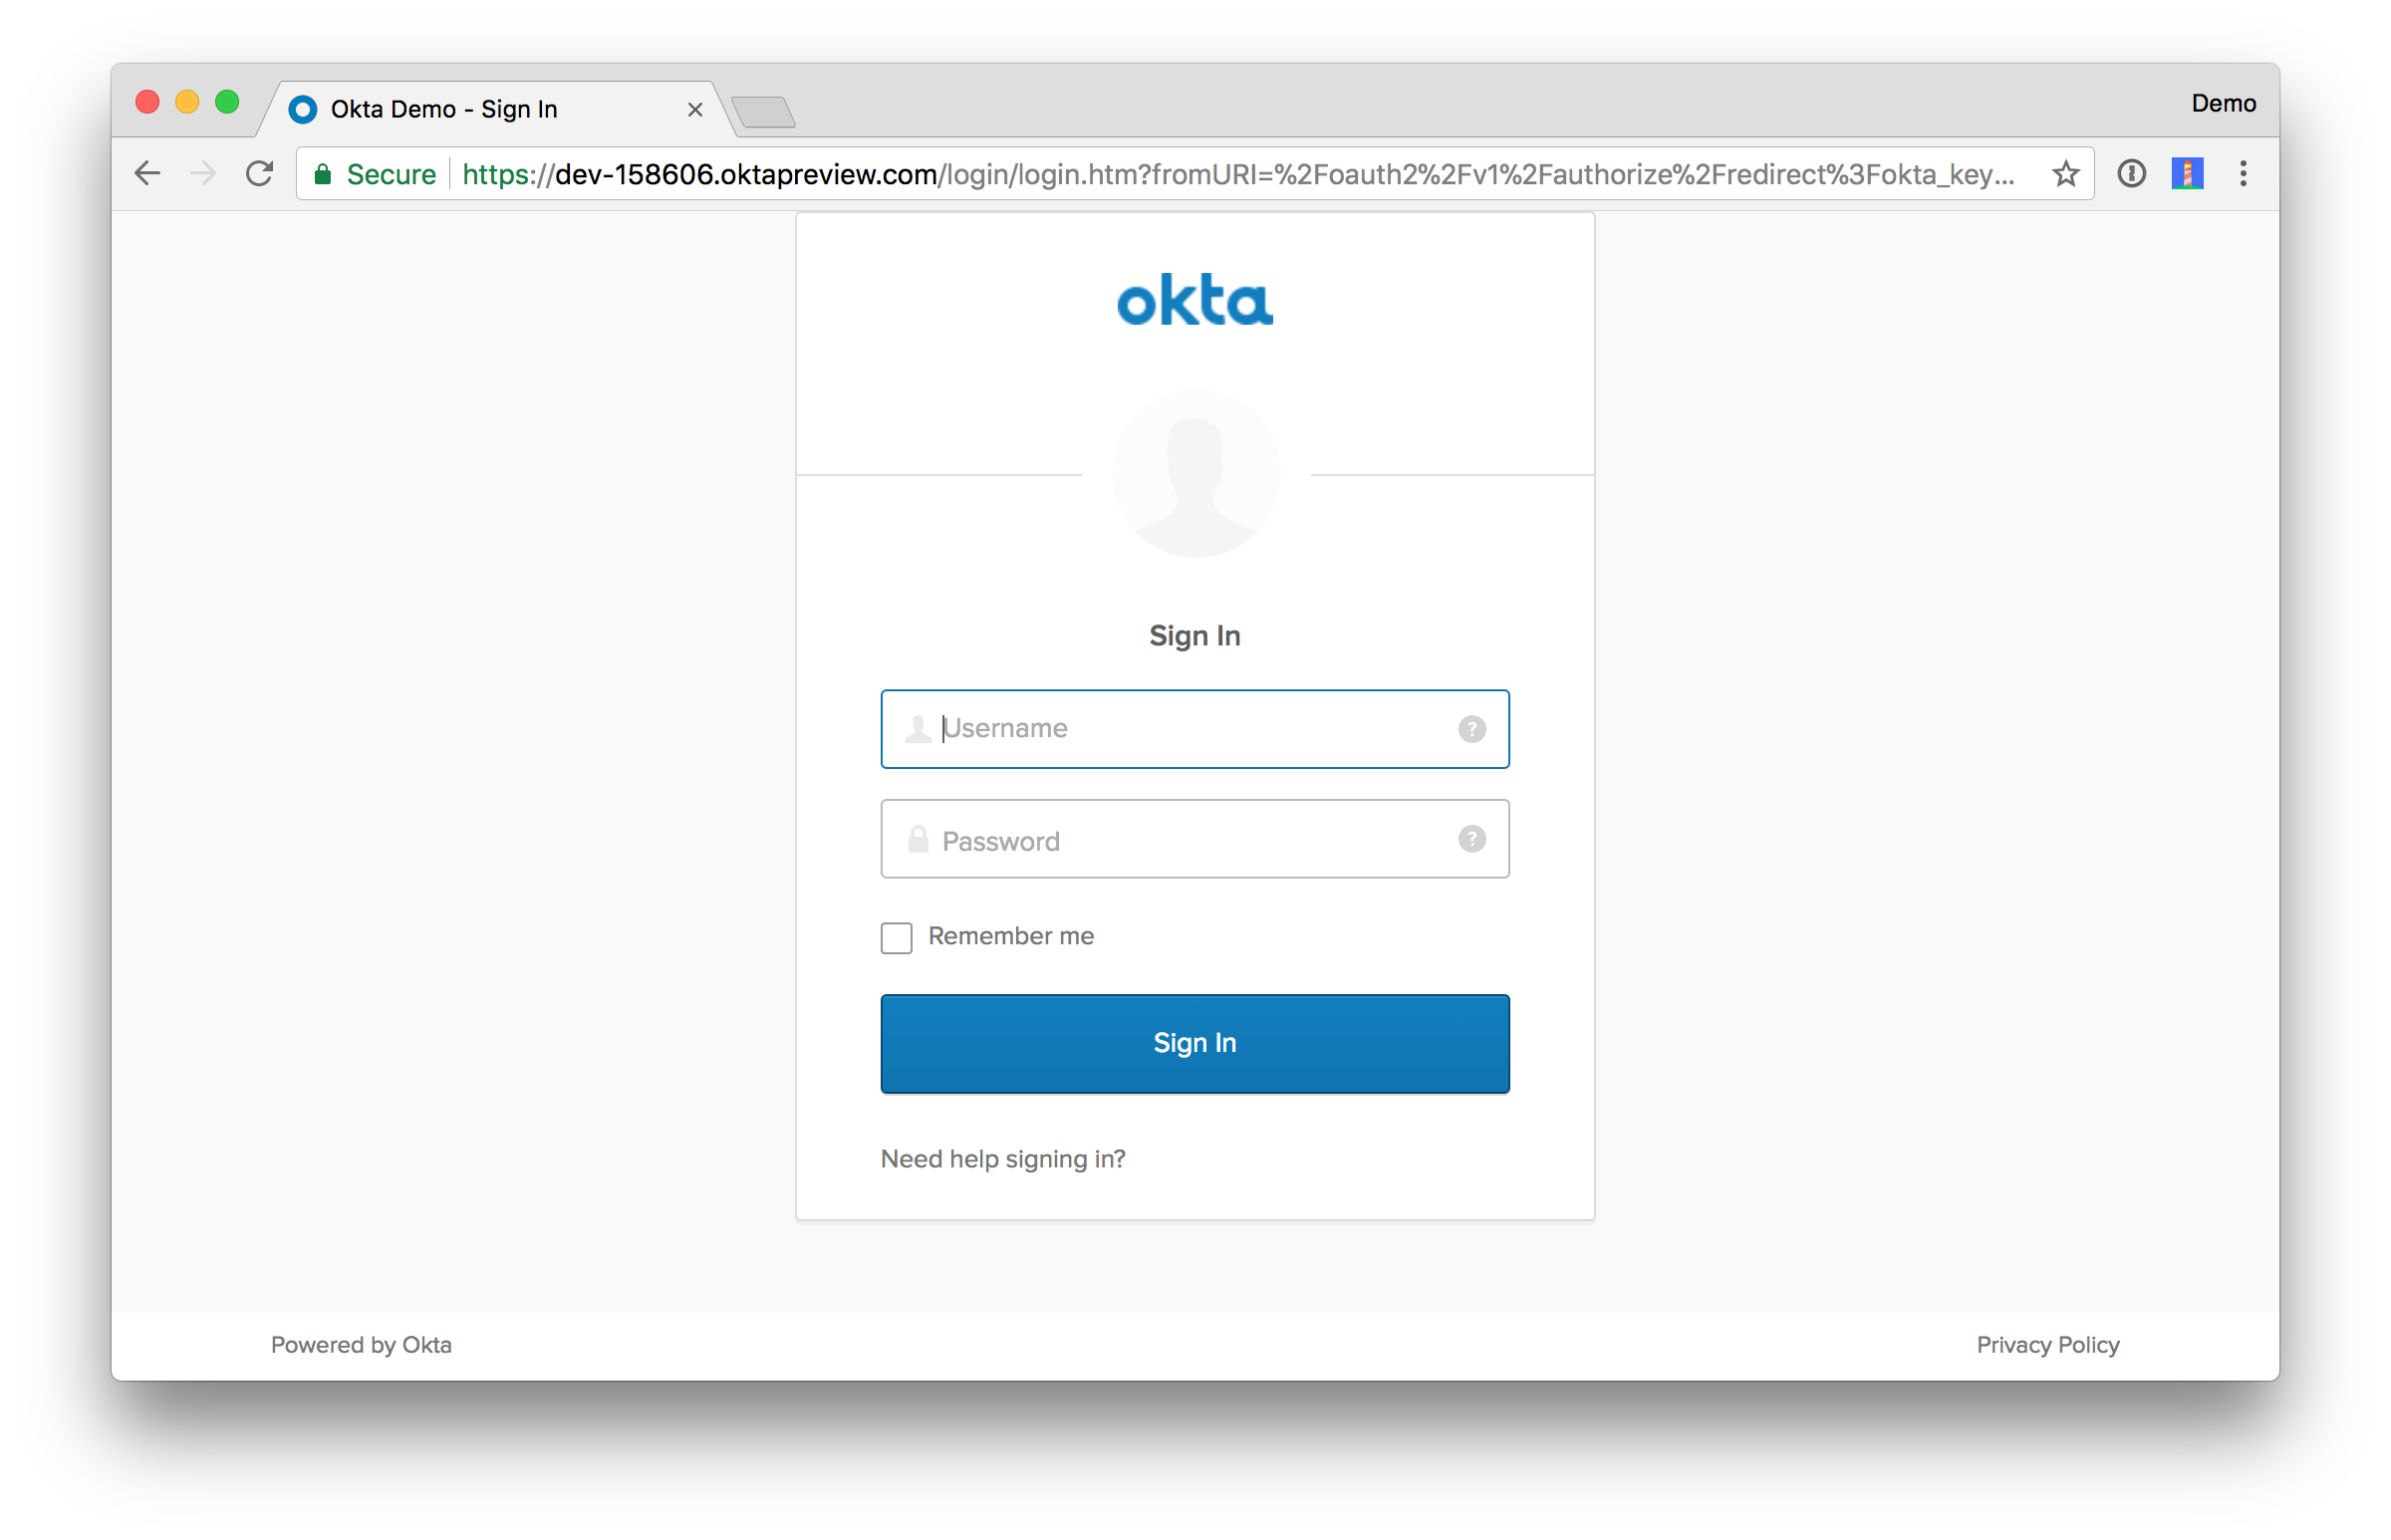 Okta Demo - Sign In
Demo
Secure https://dev-158606.oktapreview.com/login/login.htm?fromURI=%2Foauth2%2Fv1%2Fauthorize%2Fredirect%3Fokta_key...
okta
Sign In
Username ?
Password ?
Remember me
Sign In
Need help signing in?
Powered by Okta Privacy Policy